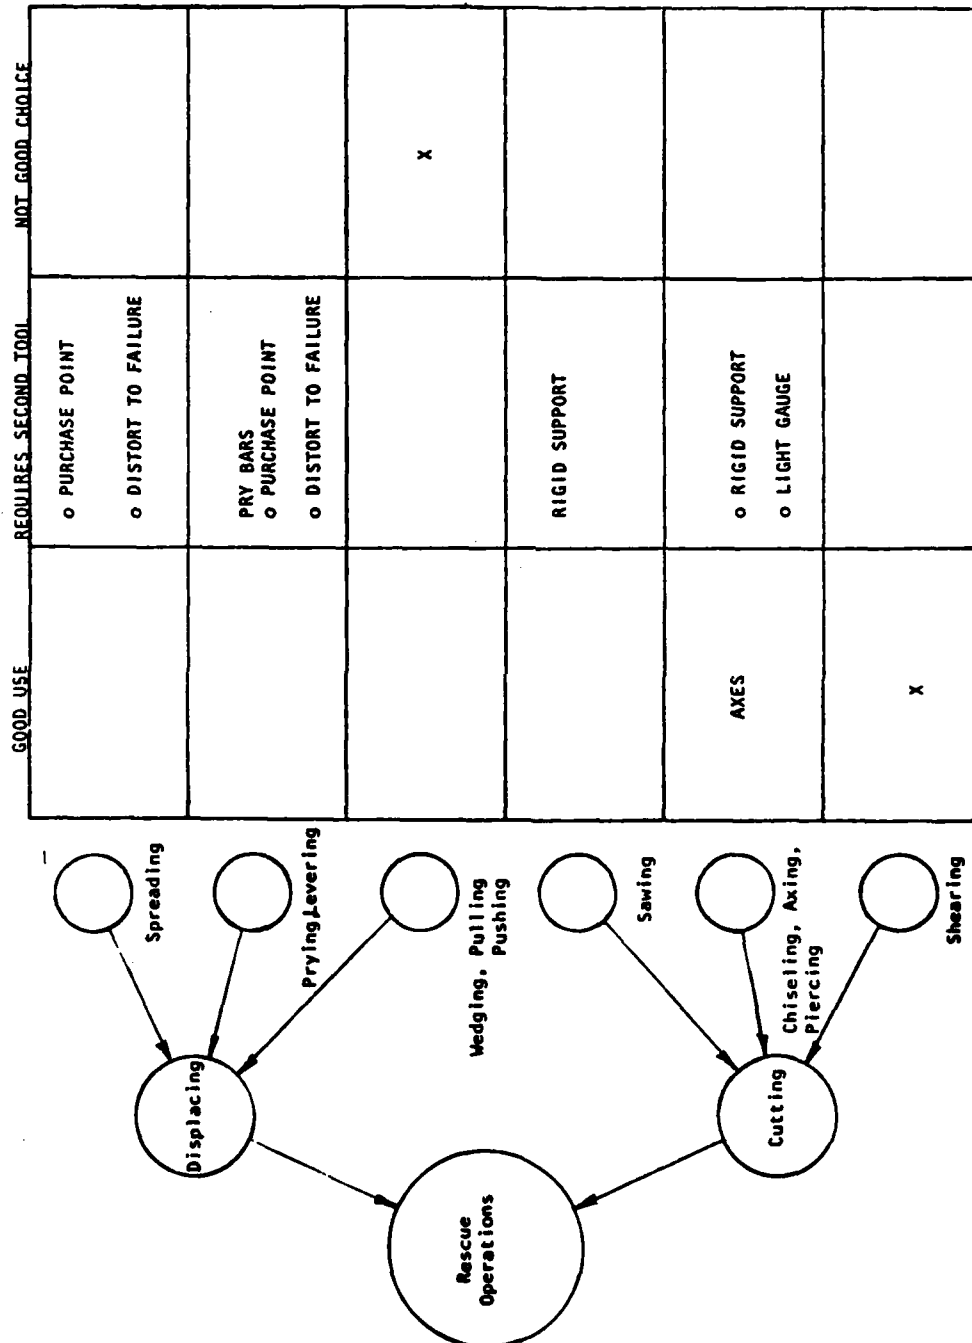 GOOD USE
REQUIRES SECOND TOOL
NOT GOOD CHOICE
Rescue
Operations
Displacing
Spreading
o PURCHASE POINT
o DISTORT TO FAILURE
Prying Levering
PRY BARS
o PURCHASE POINT
o DISTORT TO FAILURE
Wedging, Pulling
Pushing
X
Cutting
Sawing
RIGID SUPPORT
Chiseling, Axing,
Piercing
AXES
o RIGID SUPPORT
o LIGHT GAUGE
Shearing
X